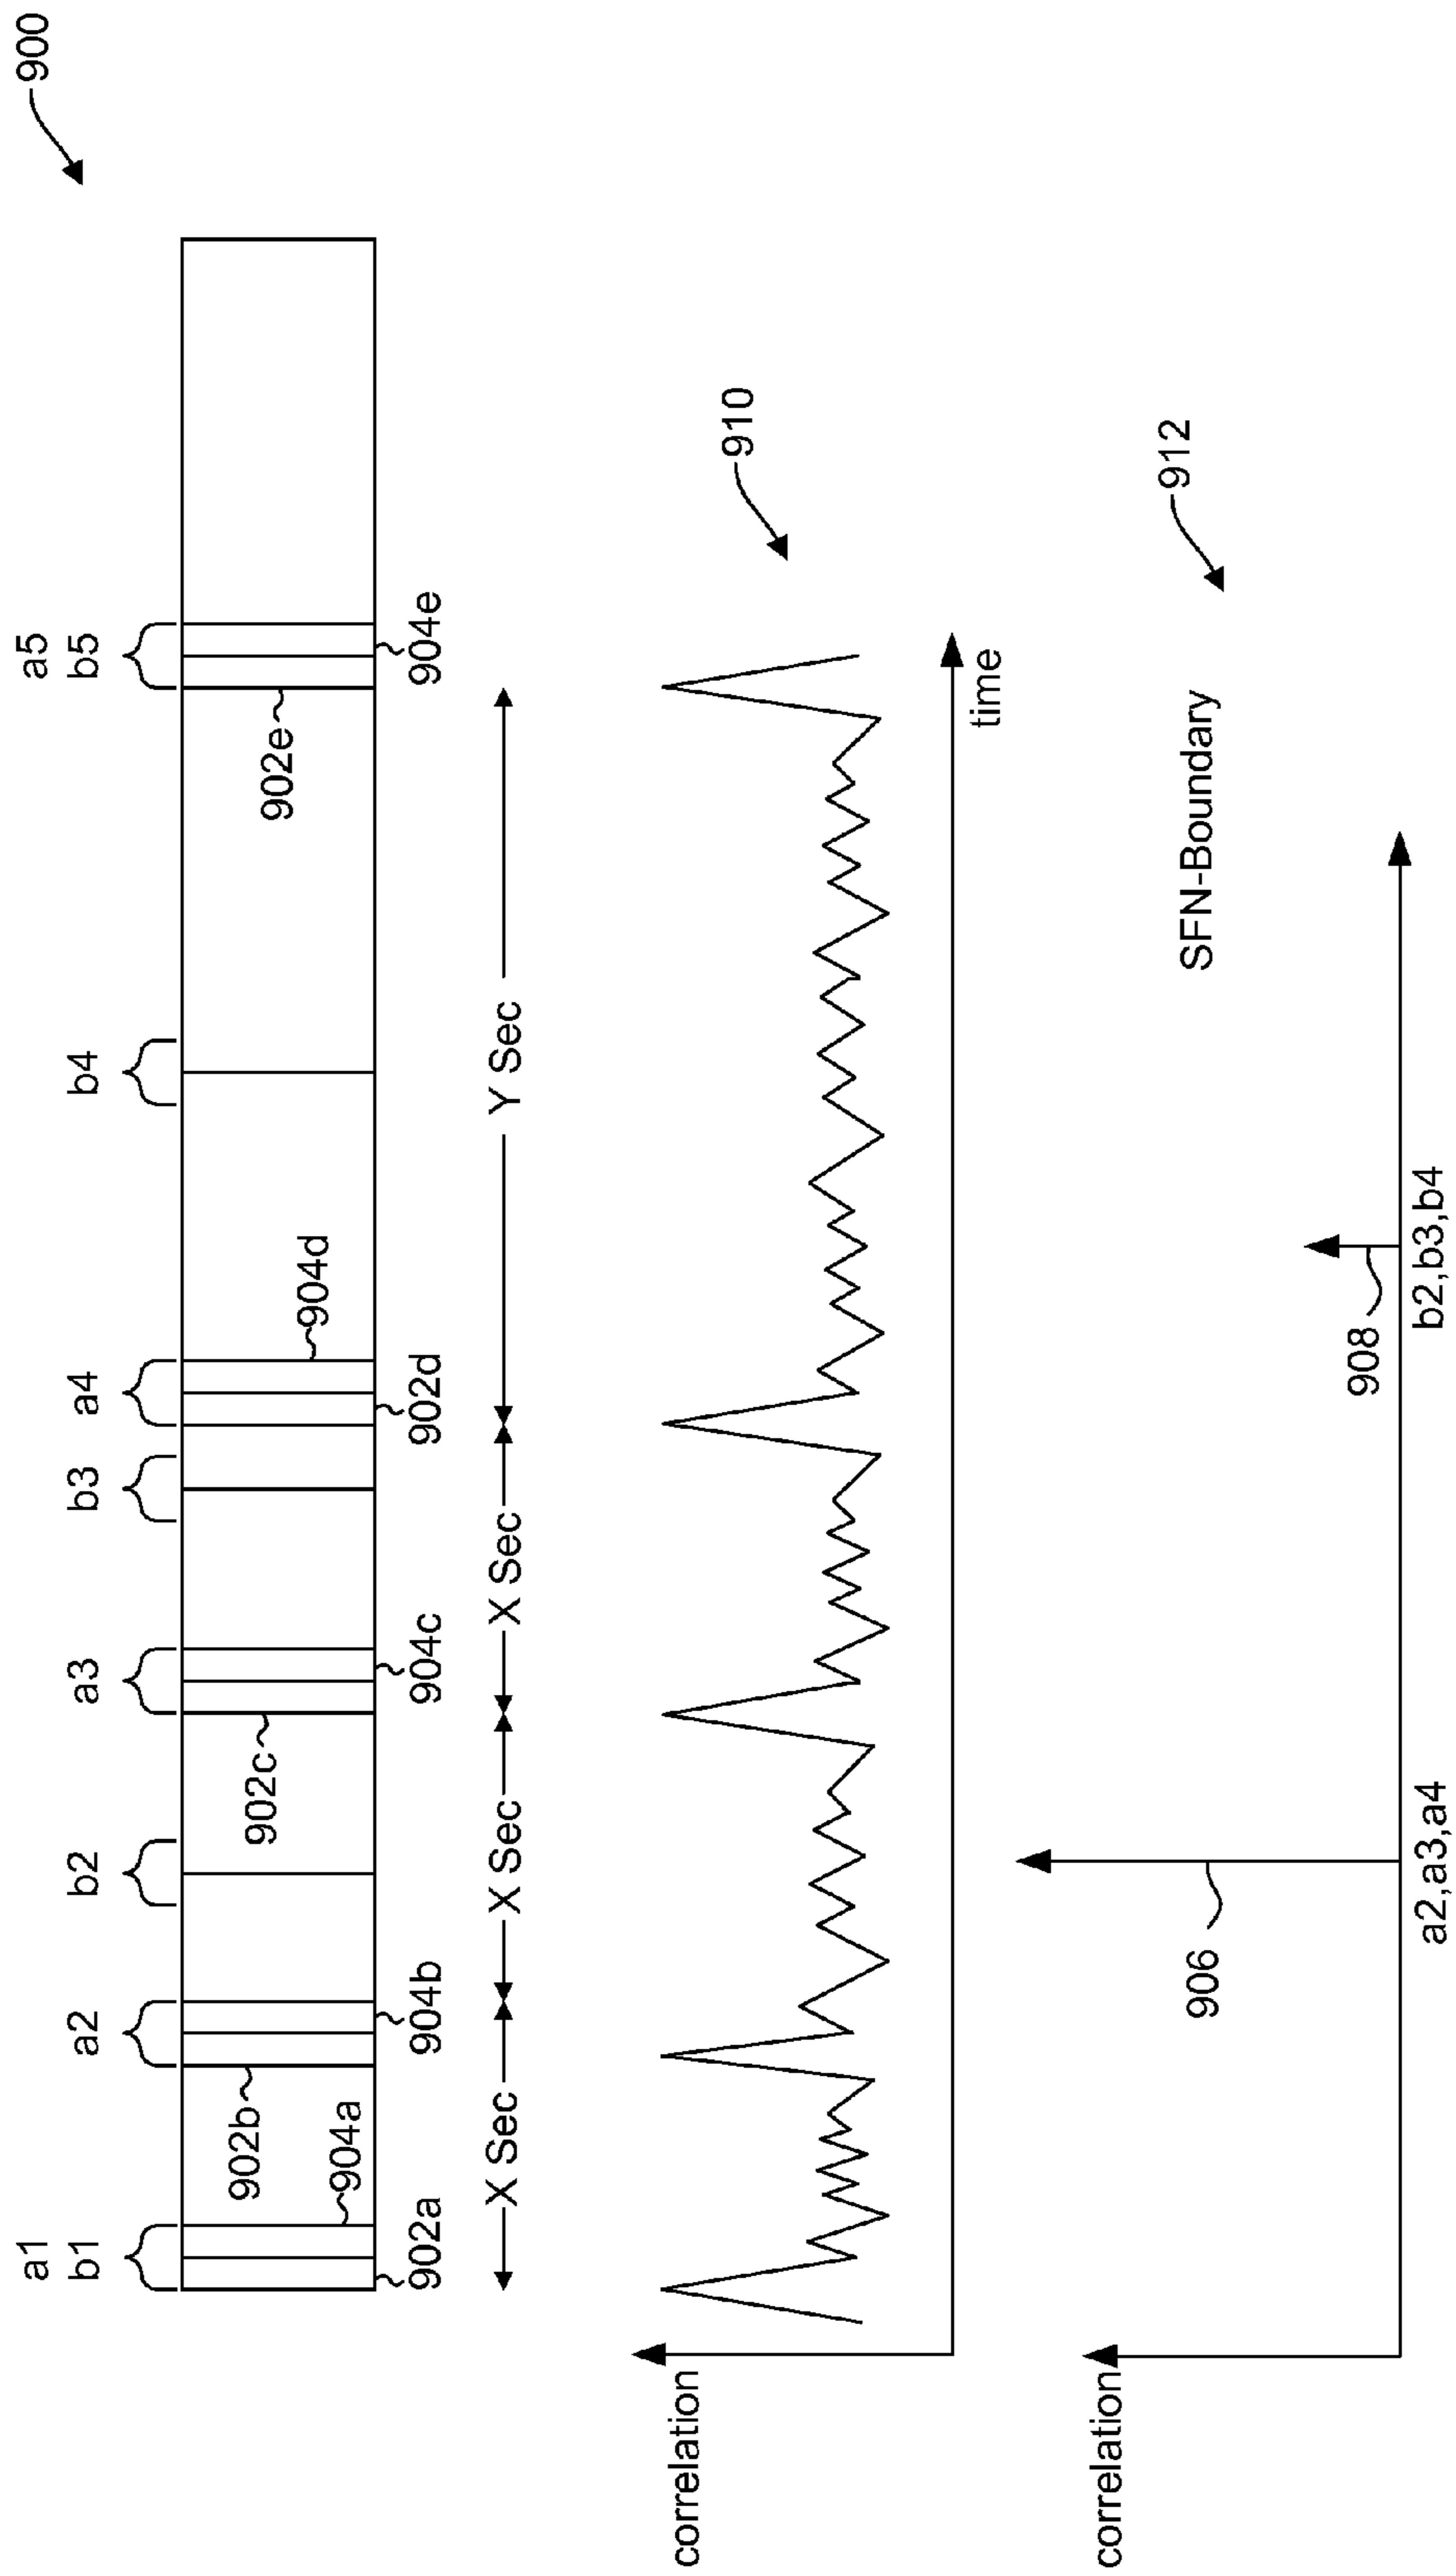 900
a1
a5
b1
a2
b2
a3
b3
a4
b4
b5
902b
904a
902c
904d
902e
902a
904b
904c
902d
904e
X Sec
X Sec
X Sec
Y Sec
910
correlation
time
912
SFN-Boundary
correlation
906
908
a2,a3,a4
b2,b3,b4